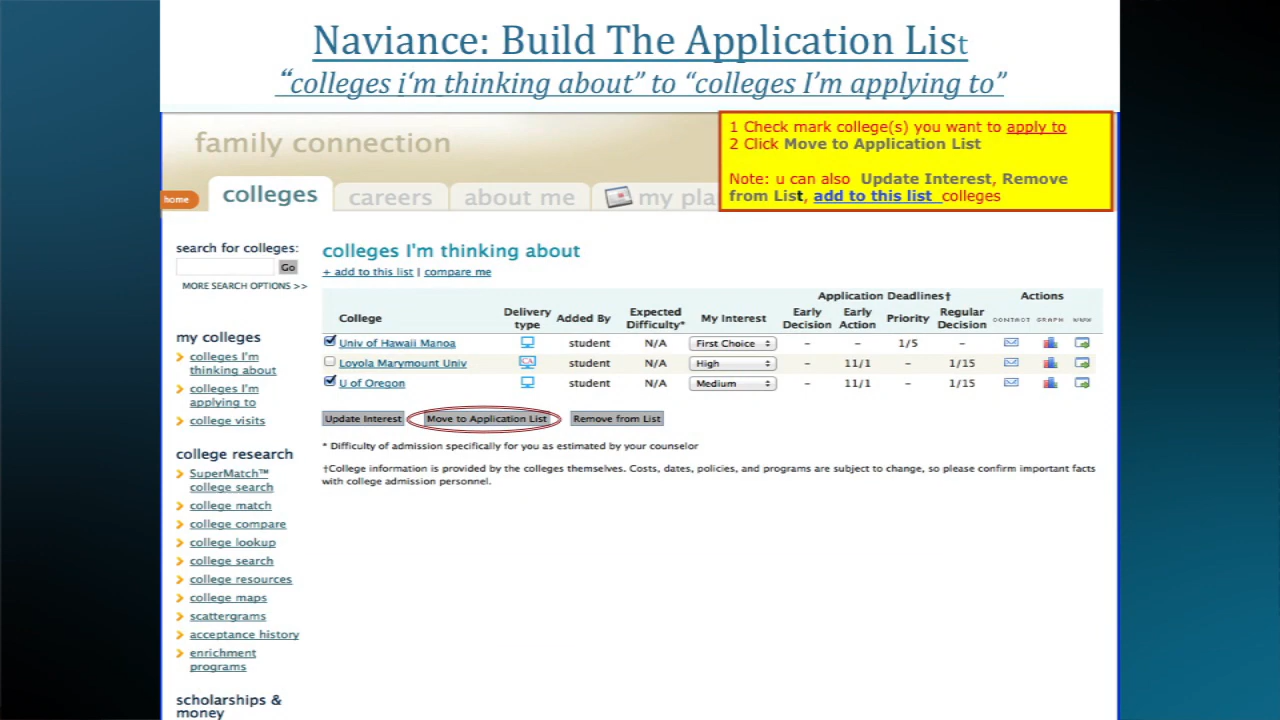 Naviance: Build The Application List
“colleges i‘m thinking about” to “colleges I’m applying to”
1 Check mark college(s) you want to apply to
2 Click Move to Application List
Note: u can also Update Interest, Remove
from List, add to this list colleges
family connection
home
colleges
careers
about me
my pla
search for colleges:
Go
MORE SEARCH OPTIONS >>
my colleges
colleges I'm
thinking about
colleges I'm
applying to
college visits
college research
SuperMatch™
college search
college match
college compare
college lookup
college search
college resources
college maps
scattergrams
acceptance history
enrichment
programs
scholarships &
money
colleges I'm thinking about
+ add to this list | compare me
Application Deadlines† Actions
College Delivery type Added By Expected Difficulty* My Interest Early Decision Early Action Priority Regular Decision CONTACT GRAPH WWW
Univ of Hawaii Manoa student N/A First Choice – – 1/5 –
Loyola Marymount Univ CA student N/A High – 11/1 – 1/15
U of Oregon student N/A Medium – 11/1 – 1/15
Update Interest Move to Application List Remove from List
* Difficulty of admission specifically for you as estimated by your counselor
†College information is provided by the colleges themselves. Costs, dates, policies, and programs are subject to change, so please confirm important facts
with college admission personnel.